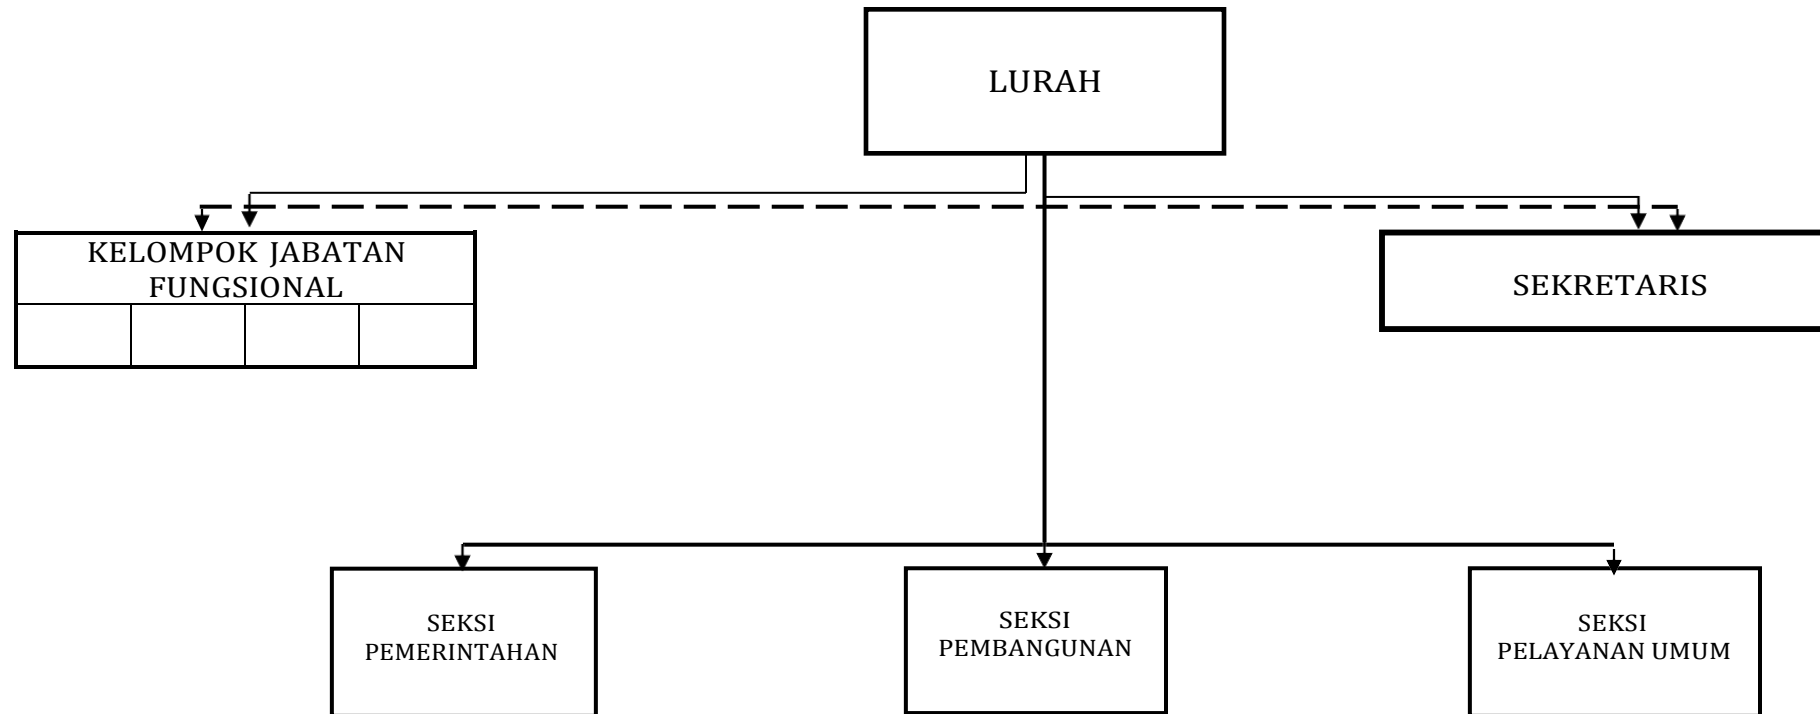 LURAH
KELOMPOK JABATAN
FUNGSIONAL
SEKRETARIS
SEKSI
PEMERINTAHAN
SEKSI
PEMBANGUNAN
SEKSI
PELAYANAN UMUM